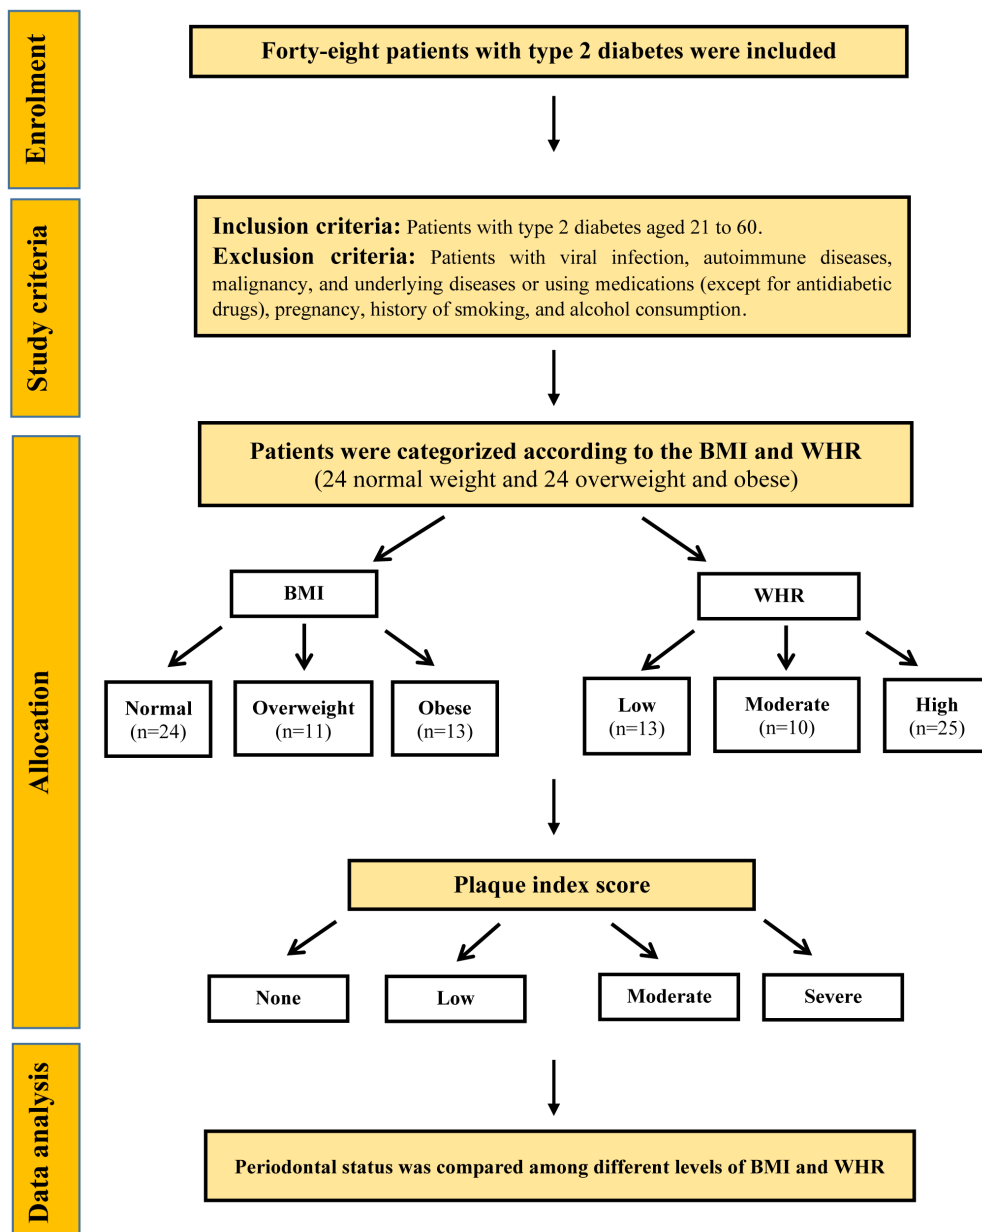 Enrolment
Forty-eight patients with type 2 diabetes were included
Study criteria
Inclusion criteria: Patients with type 2 diabetes aged 21 to 60.
Exclusion criteria: Patients with viral infection, autoimmune diseases,
malignancy, and underlying diseases or using medications (except for antidiabetic
drugs), pregnancy, history of smoking, and alcohol consumption.
Allocation
Patients were categorized according to the BMI and WHR
(24 normal weight and 24 overweight and obese)
BMI
WHR
Normal
(n=24)
Overweight
(n=11)
Obese
(n=13)
Low
(n=13)
Moderate
(n=10)
High
(n=25)
Plaque index score
None
Low
Moderate
Severe
Data analysis
Periodontal status was compared among different levels of BMI and WHR